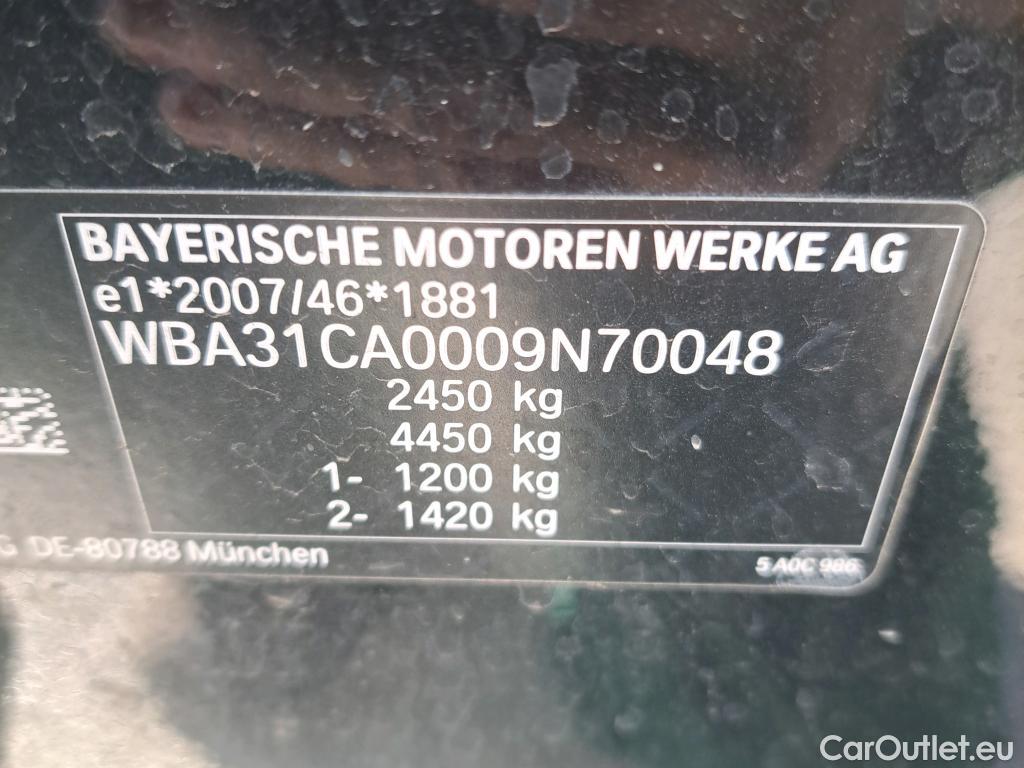 BAYERISCHE MOTOREN WERKE AG
e1*2007/46*1881
WBA31CA0009N70048
2450 kg
4450 kg
1- 1200 kg
2- 1420 kg
G DE-80788 München
5 A0C 986
CarOutlet.eu